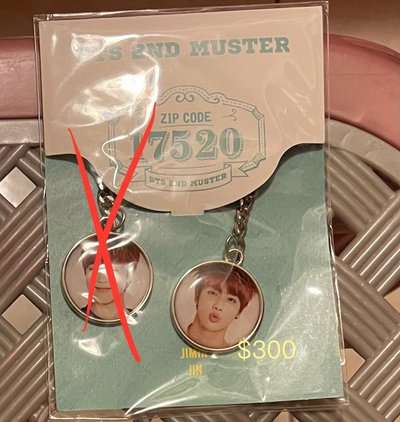 BTS 2ND MUSTER
ZIP CODE
17520
BTS 2ND MUSTER
JIMIN
$300
JIN